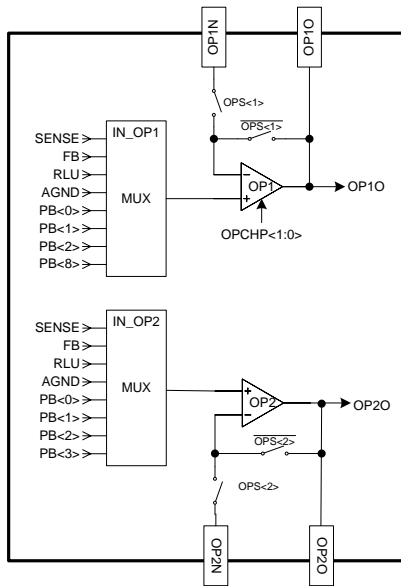 OP1N
OP1O
OPS<1>
OPS<1>
IN_OP1
SENSE
FB
RLU
AGND
PB<0>
PB<1>
PB<2>
PB<8>
MUX
OP1
OP1O
OPCHP<1:0>
IN_OP2
SENSE
FB
RLU
AGND
PB<0>
PB<1>
PB<2>
PB<3>
MUX
OP2
OP2O
OPS<2>
OPS<2>
OP2N
OP2O